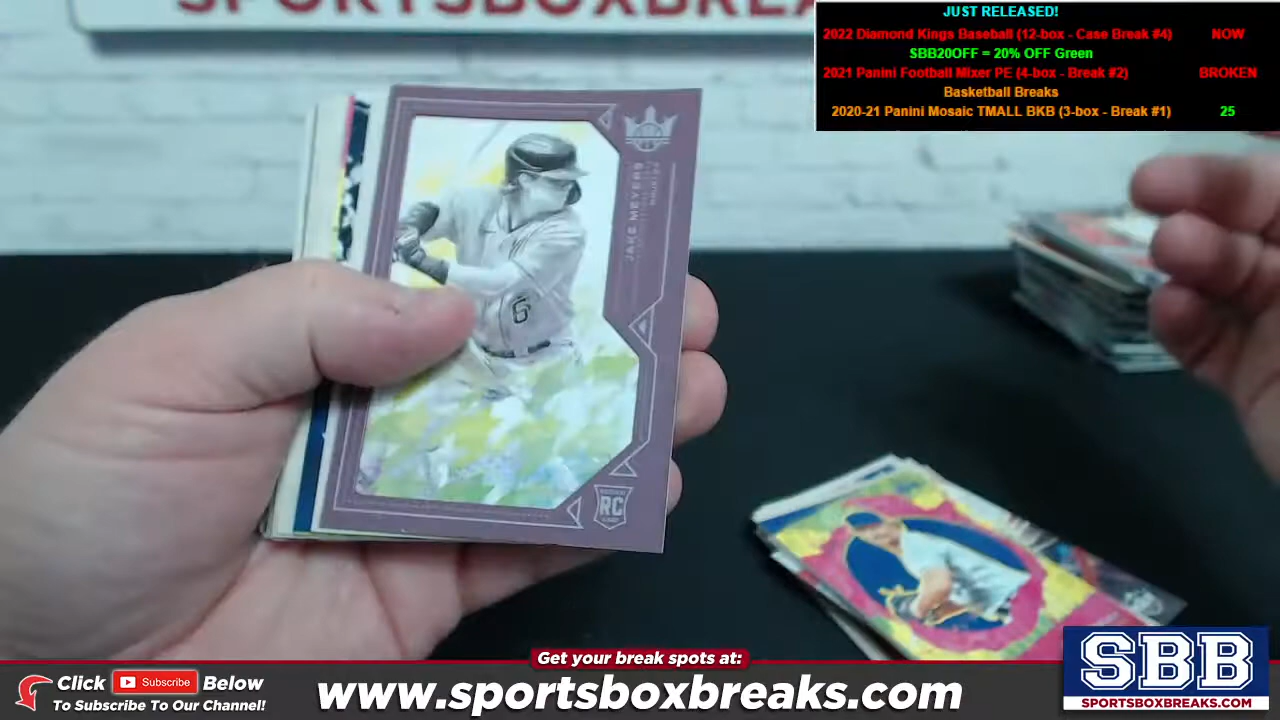 SPORTSBOXBREAKS
JUST RELEASED!
2022 Diamond Kings Baseball (12-box - Case Break #4) NOW
SBB20OFF = 20% OFF Green
2021 Panini Football Mixer PE (4-box - Break #2) BROKEN
Basketball Breaks
2020-21 Panini Mosaic TMALL BKB (3-box - Break #1) 25
JAKE MEYERS
HOUSTON
6
RC
Get your break spots at:
Click Subscribe Below
To Subscribe To Our Channel!
www.sportsboxbreaks.com
SBB
SPORTSBOXBREAKS.COM